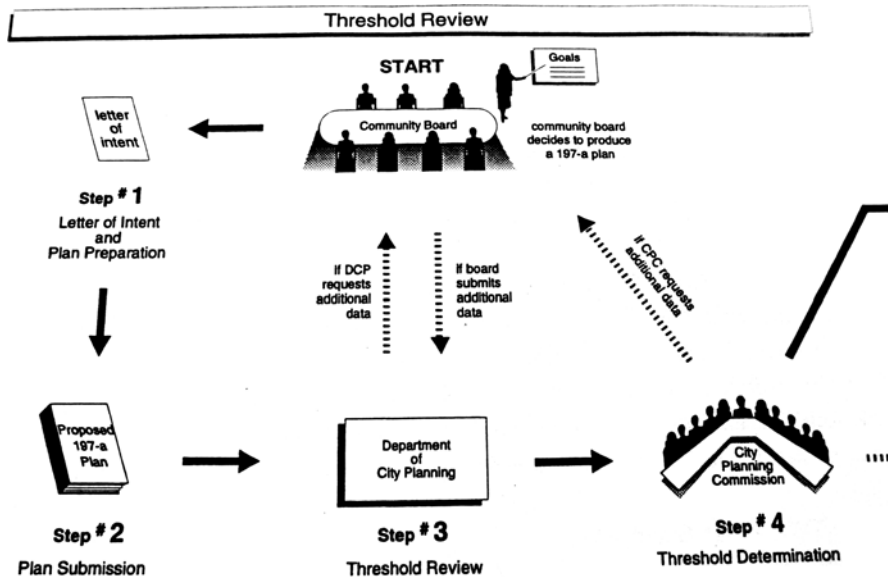 Threshold Review
START
Goals
Community Board
community board
decides to produce
a 197-a plan
letter
of
intent
Step #1
Letter of Intent
and
Plan Preparation
If DCP
requests
additional
data
If board
submits
additional
data
if CPC requests
additional data
Proposed
197-a
Plan
Step #2
Plan Submission
Department
of
City Planning
Step #3
Threshold Review
City
Planning
Commission
Step #4
Threshold Determination